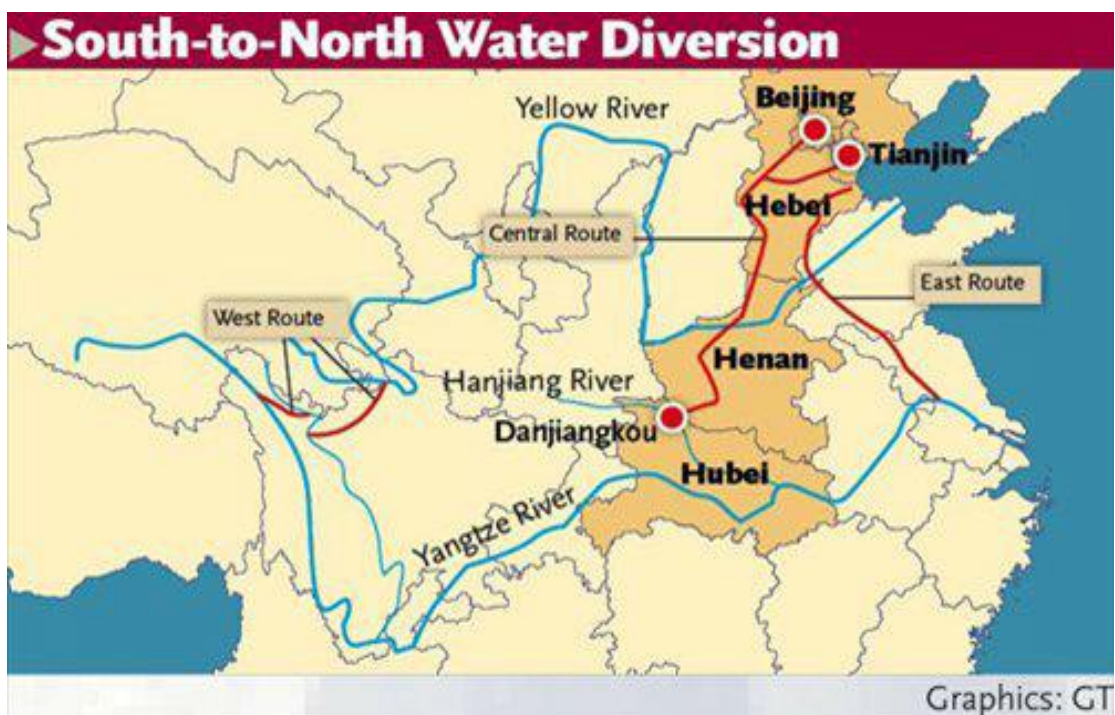 South-to-North Water Diversion
Beijing
Yellow River
Tianjin
Hebei
Central Route
East Route
West Route
Henan
Hanjiang River
Danjiangkou
Hubei
Yangtze River
Graphics: GT